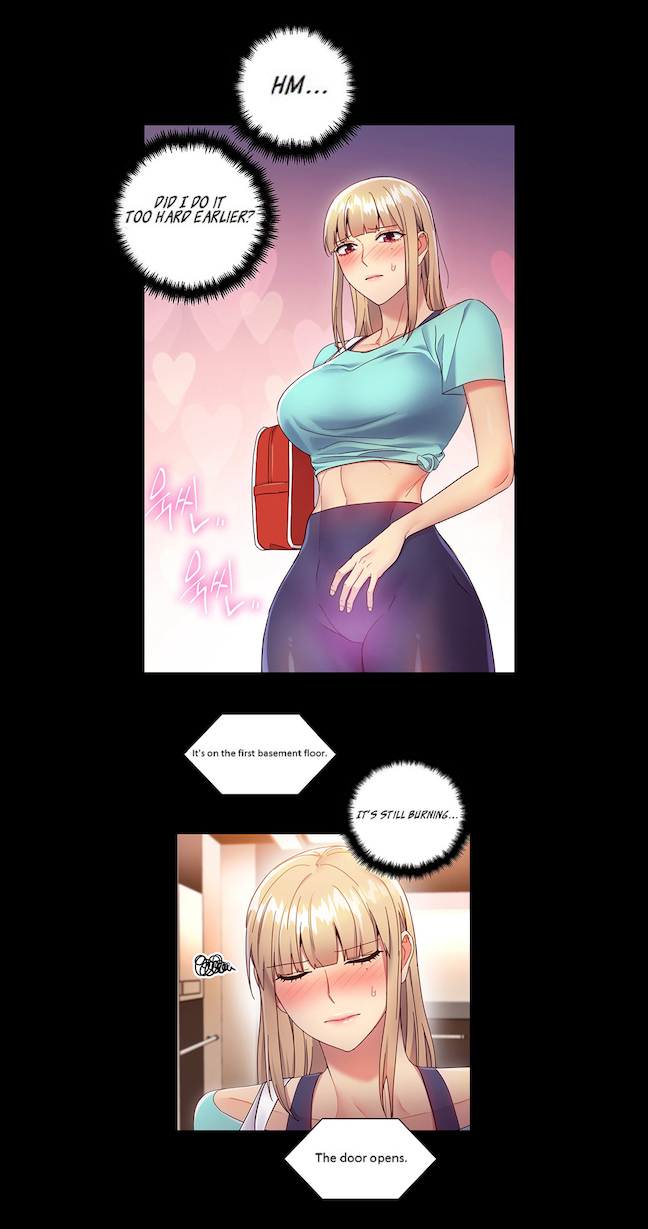 HM...
DID I DO IT
TOO HARD EARLIER?
욱씬..
욱씬..
It's on the first basement floor.
IT'S STILL BURNING...
The door opens.